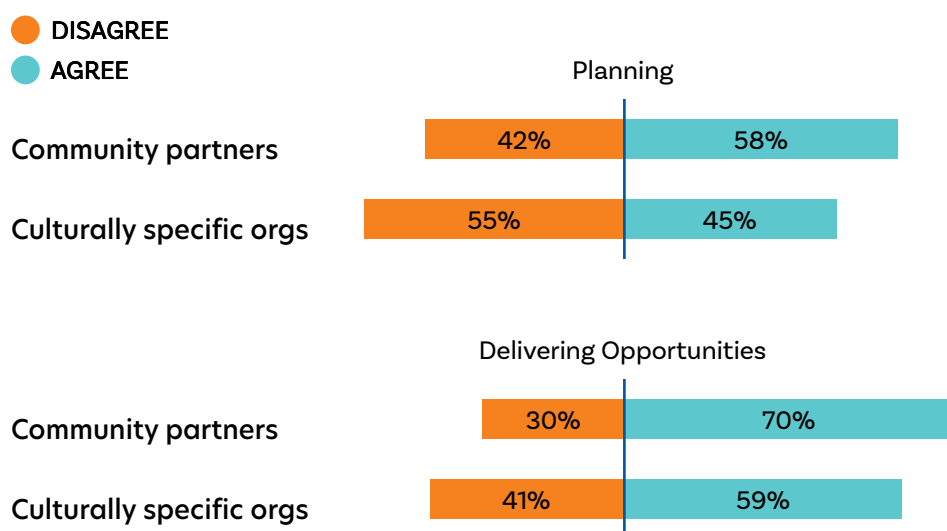 DISAGREE
AGREE
Planning
Community partners 42% 58%
Culturally specific orgs 55% 45%
Delivering Opportunities
Community partners 30% 70%
Culturally specific orgs 41% 59%